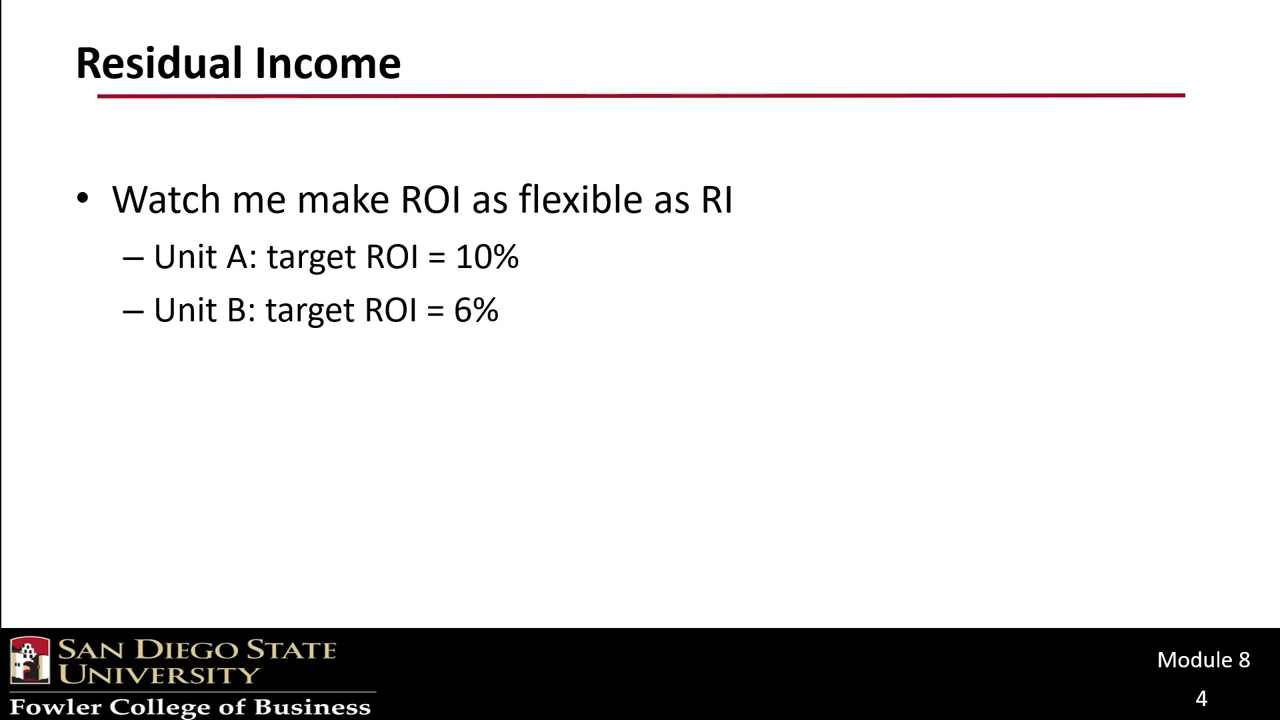 Residual Income
• Watch me make ROI as flexible as RI
– Unit A: target ROI = 10%
– Unit B: target ROI = 6%
SAN DIEGO STATE
UNIVERSITY
Fowler College of Business
Module 8
4